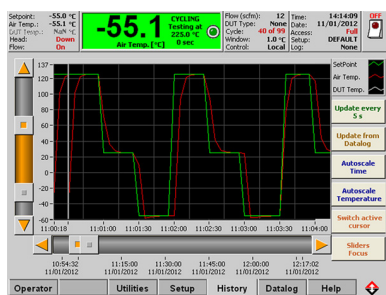 Setpoint: -55.0 °C
Air Temp.: -55.1 °C
DUT Temp.: NaN °C
Head: Down
Flow: On
-55.1
Air Temp. [°C]
CYCLING
Testing at
225.0 °C
0 sec
Flow (scfm): 12
DUT Type: None
Cycle: 40 of 99
Window: 1.0 °C
Control: Local
Time: 14:14:09
Date: 11/01/2012
Access: Full
Setup: DEFAULT
Log: None
OFF
137
120
100
80
60
40
20
0
-20
-40
-60
11:00:18 11:01:00 11:01:30 11:02:00 11:02:30 11:03:00 11:03:30 11:04:00
SetPoint
Air Temp.
DUT Temp.
Update every
5 s
Update from
Datalog
Autoscale
Time
Autoscale
Temperature
Switch active
cursor
Sliders
Focus
10:54:32 11:15:00 11:30:00 11:45:00 12:00:00 12:17:02
11/01/2012 11/01/2012 11/01/2012 11/01/2012 11/01/2012 11/01/2012
Operator Utilities Setup History Datalog Help